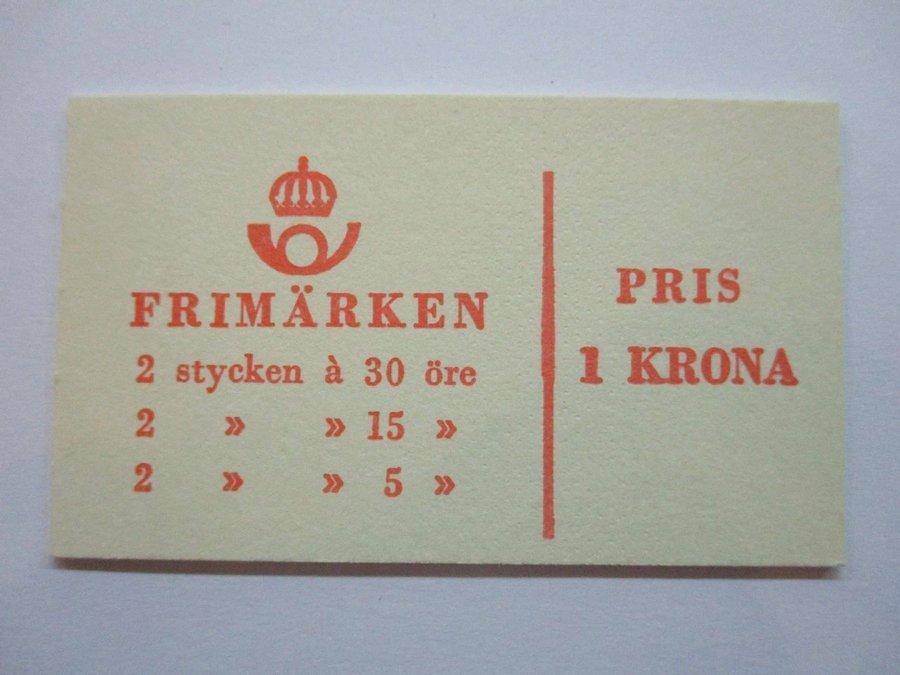 FRIMÄRKEN
2 stycken à 30 öre
2 » » 15 »
2 » » 5 »
PRIS
1 KRONA